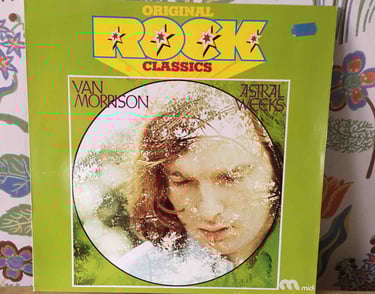 ORIGINAL
ROCK
CLASSICS
VAN MORRISON
ASTRAL WEEKS
midi